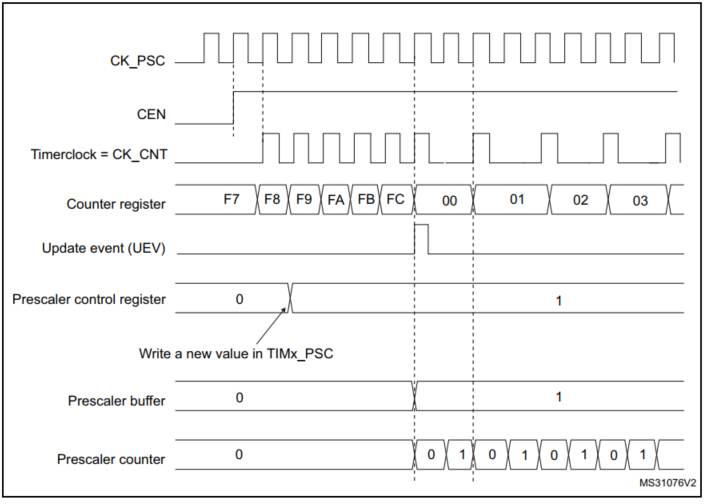 CK_PSC
CEN
Timerclock = CK_CNT
Counter register F7 F8 F9 FA FB FC 00 01 02 03
Update event (UEV)
Prescaler control register 0 1
Write a new value in TIMx_PSC
Prescaler buffer 0 1
Prescaler counter 0 0 1 0 1 0 1 0 1
MS31076V2